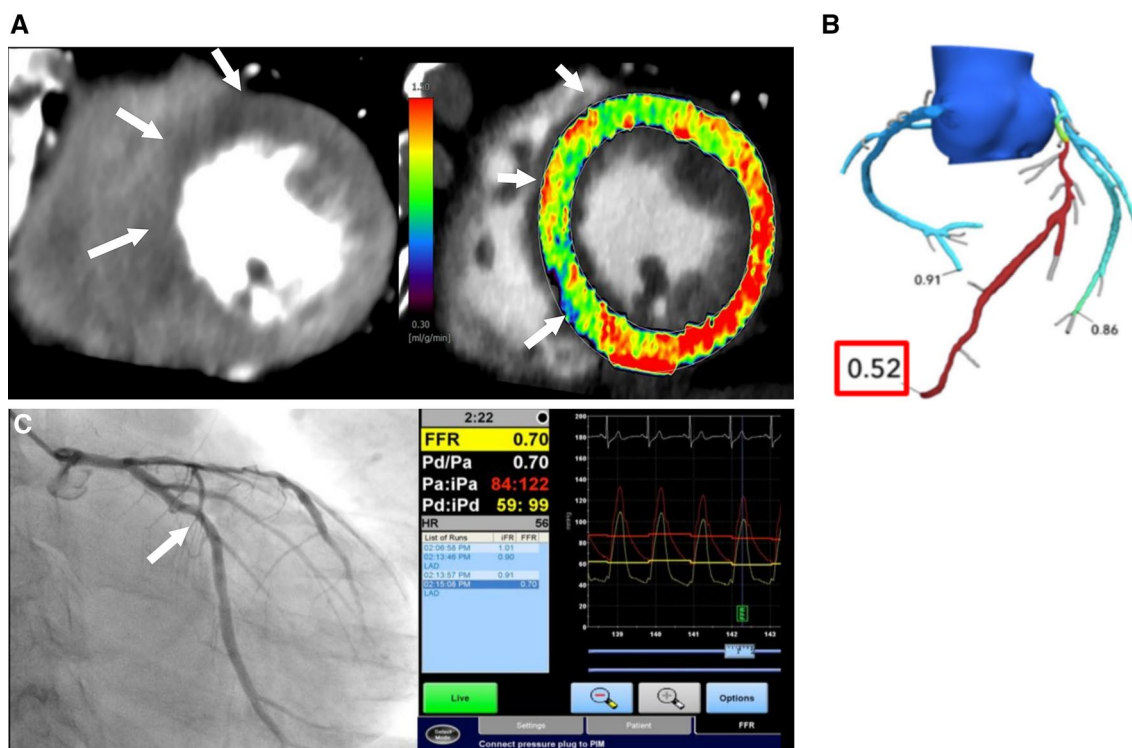 A
B
1.50
0.30
[ml/g/min]
0.91
0.86
0.52
C
2:22
FFR 0.70
Pd/Pa 0.70
Pa:iPa 84:122
Pd:iPd 59: 99
HR 56
List of Runs iFR FFR
02:06:58 PM 1.01
02:13:46 PM 0.90
LAD
02:13:57 PM 0.91
02:15:08 PM 0.70
LAD
200
180
160
140
120
100
80
60
40
20
0
mmHg
FFR
139 140 141 142 143
Live
Options
Select Mode
Settings Patient FFR
Connect pressure plug to PIM